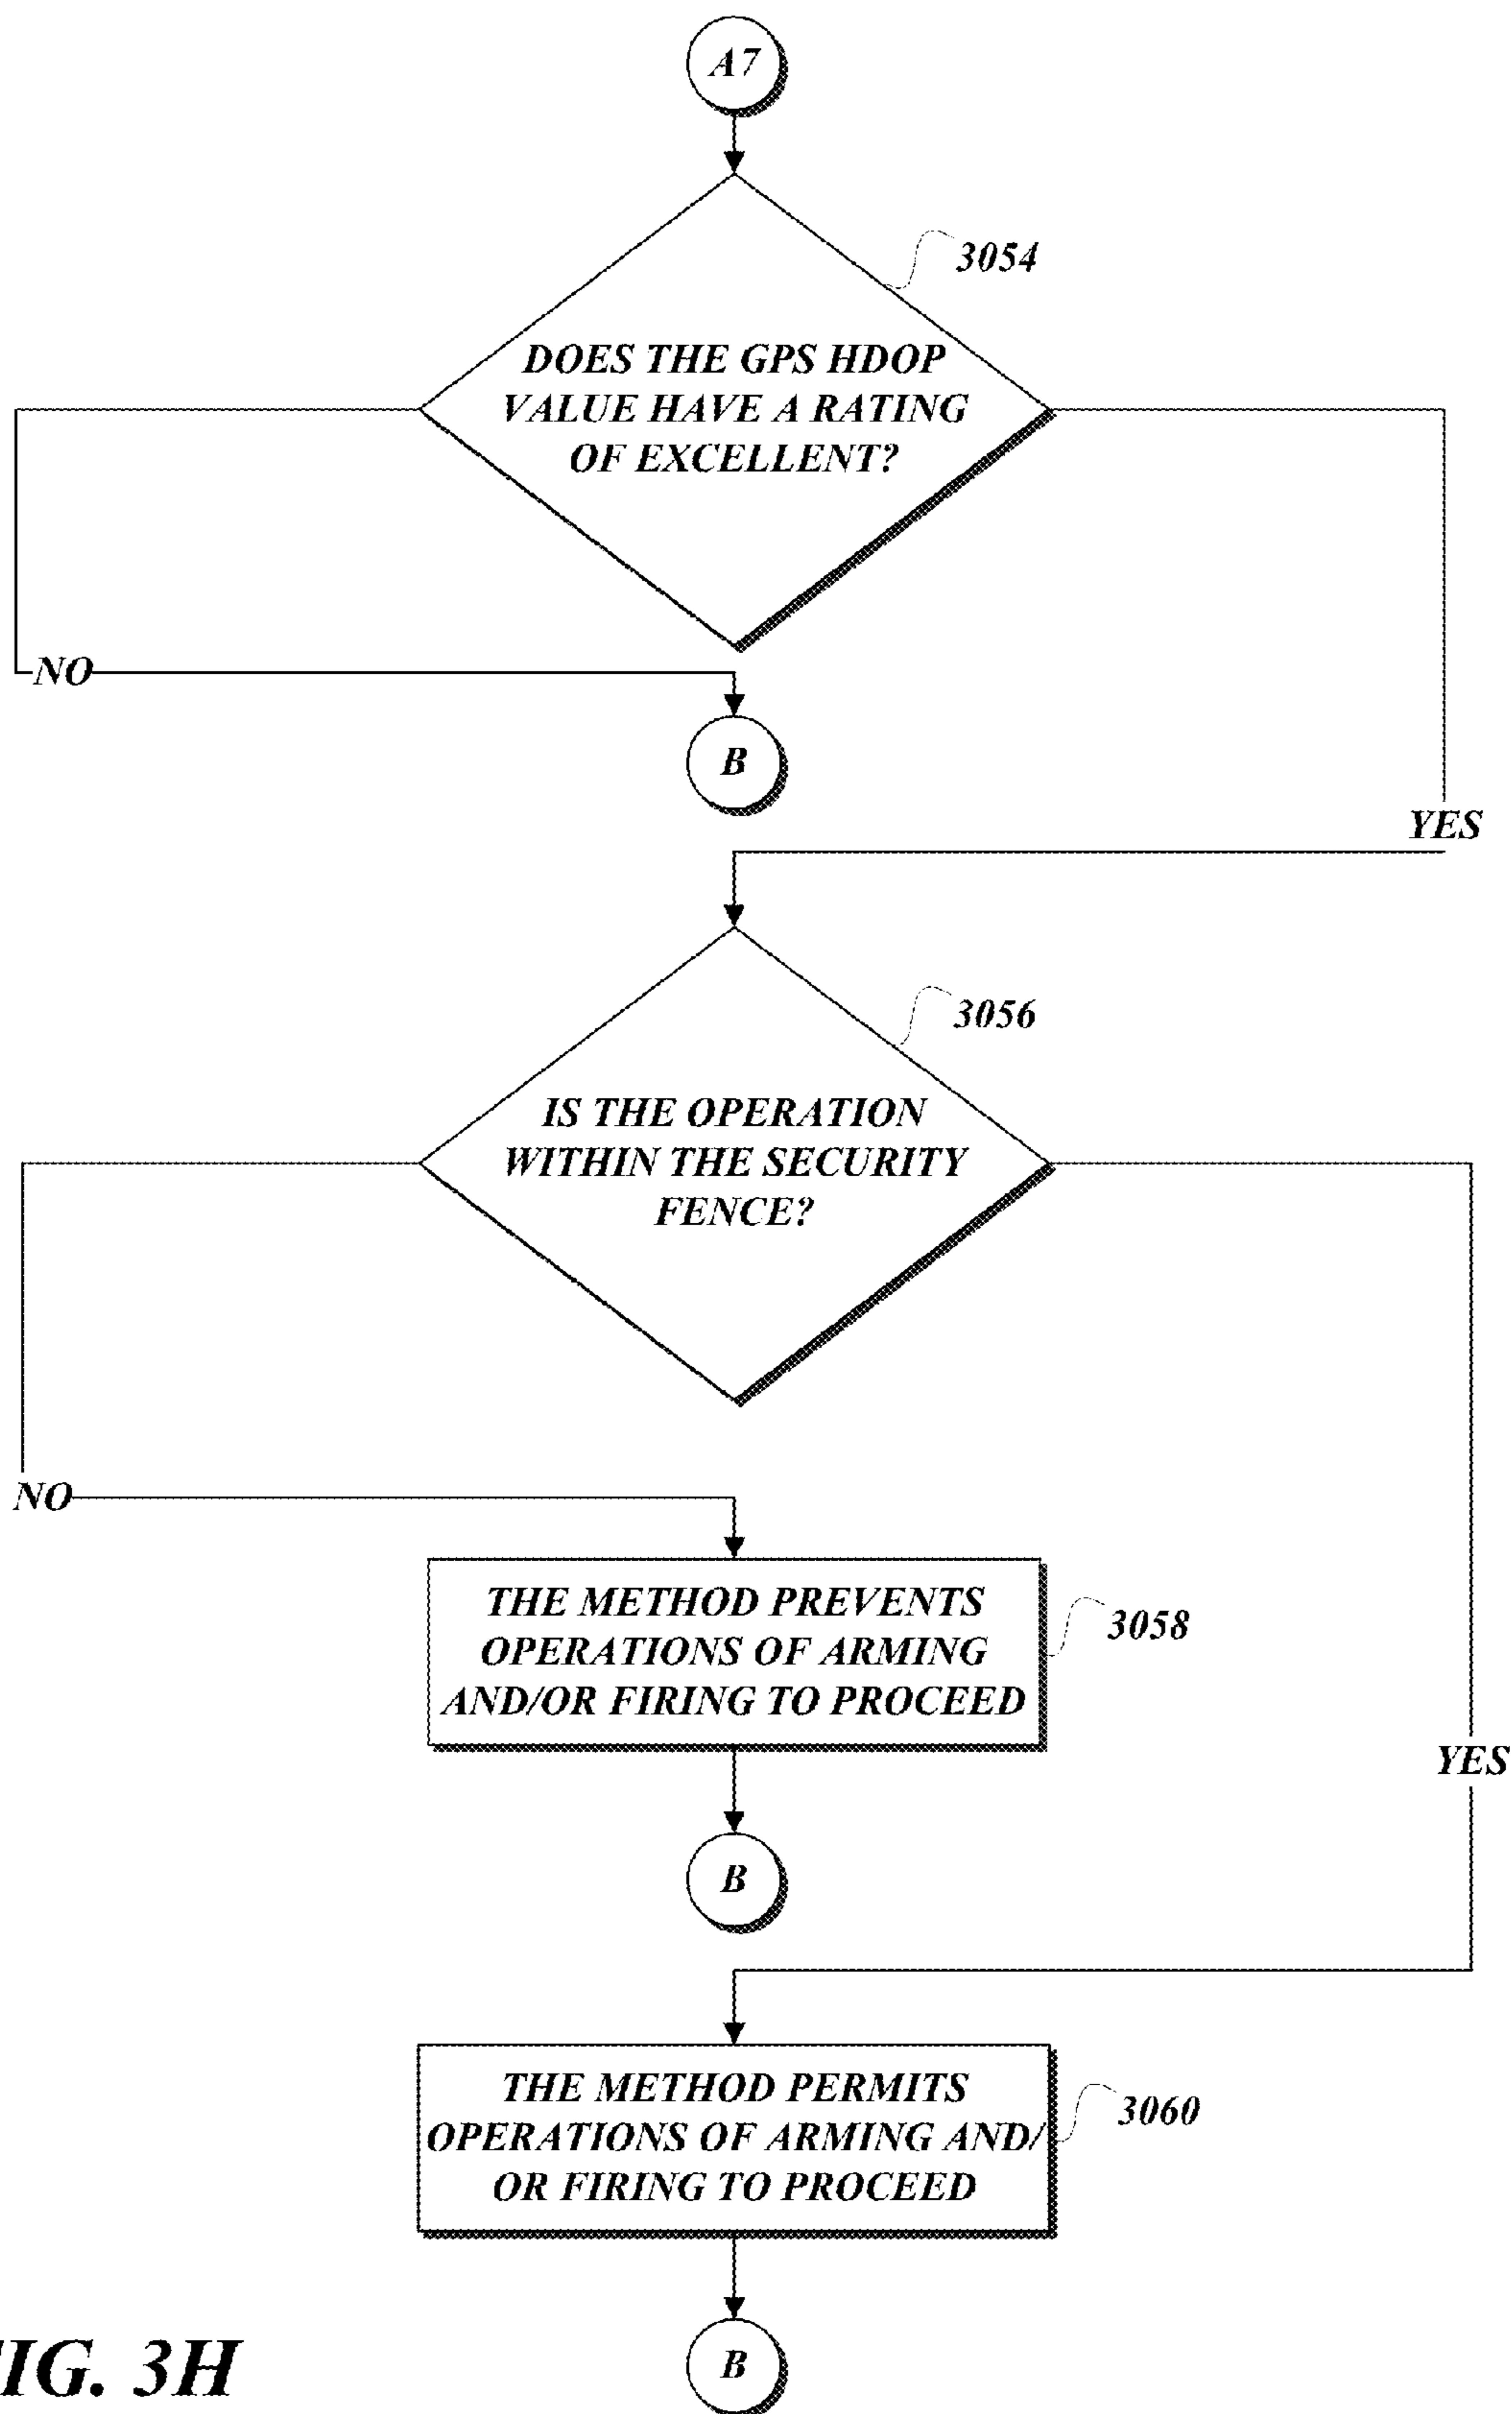 A7
3054
DOES THE GPS HDOP
VALUE HAVE A RATING
OF EXCELLENT?
NO
B
YES
3056
IS THE OPERATION
WITHIN THE SECURITY
FENCE?
NO
THE METHOD PREVENTS
OPERATIONS OF ARMING
AND/OR FIRING TO PROCEED
3058
YES
B
THE METHOD PERMITS
OPERATIONS OF ARMING AND/
OR FIRING TO PROCEED
3060
B
IG. 3H